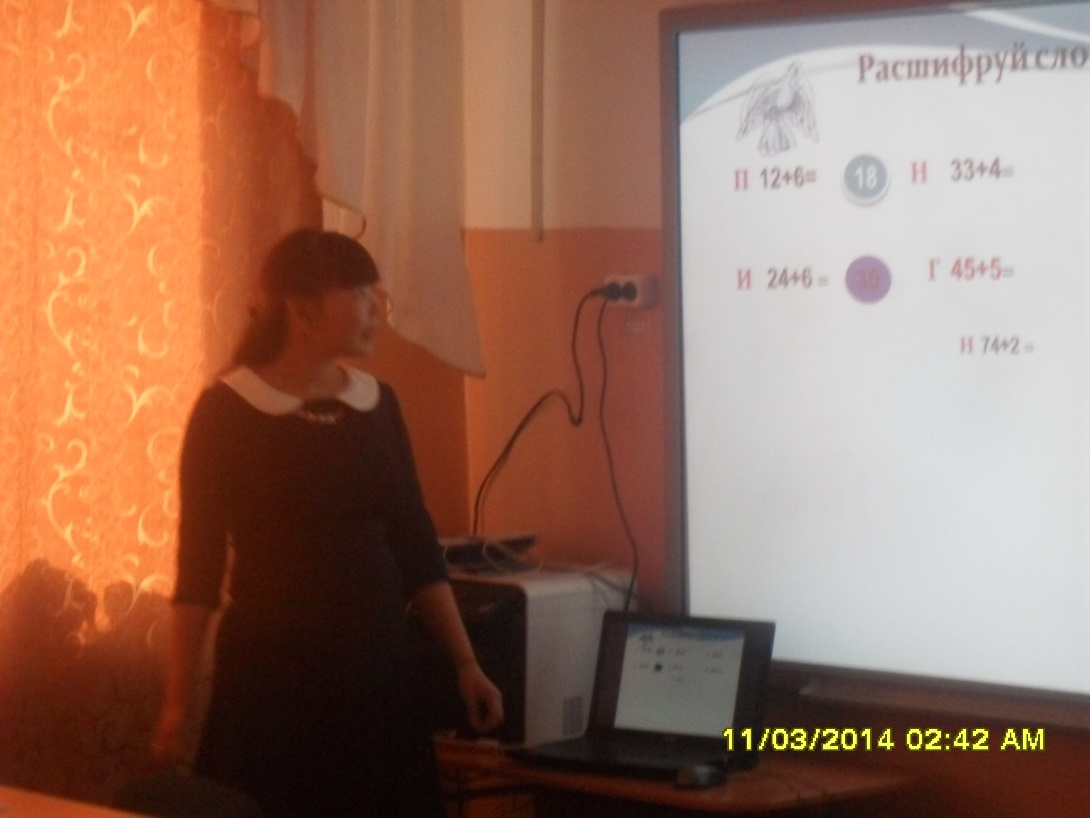 Расшифруй сло
П 12+6= 18 Н 33+4=
И 24+6 = 30 Г 45+5=
Н 74+2 =
11/03/2014 02:42 AM